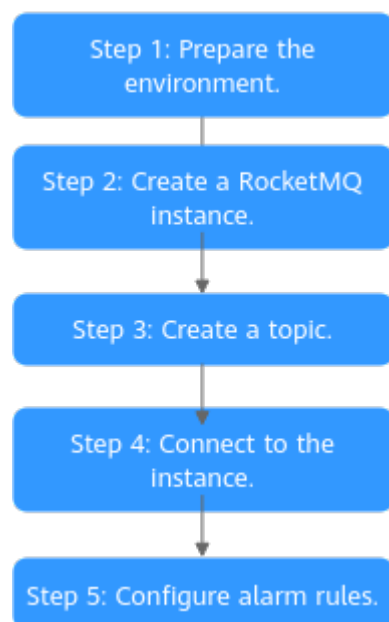 Step 1: Prepare the
environment.
Step 2: Create a RocketMQ
instance.
Step 3: Create a topic.
Step 4: Connect to the
instance.
Step 5: Configure alarm rules.